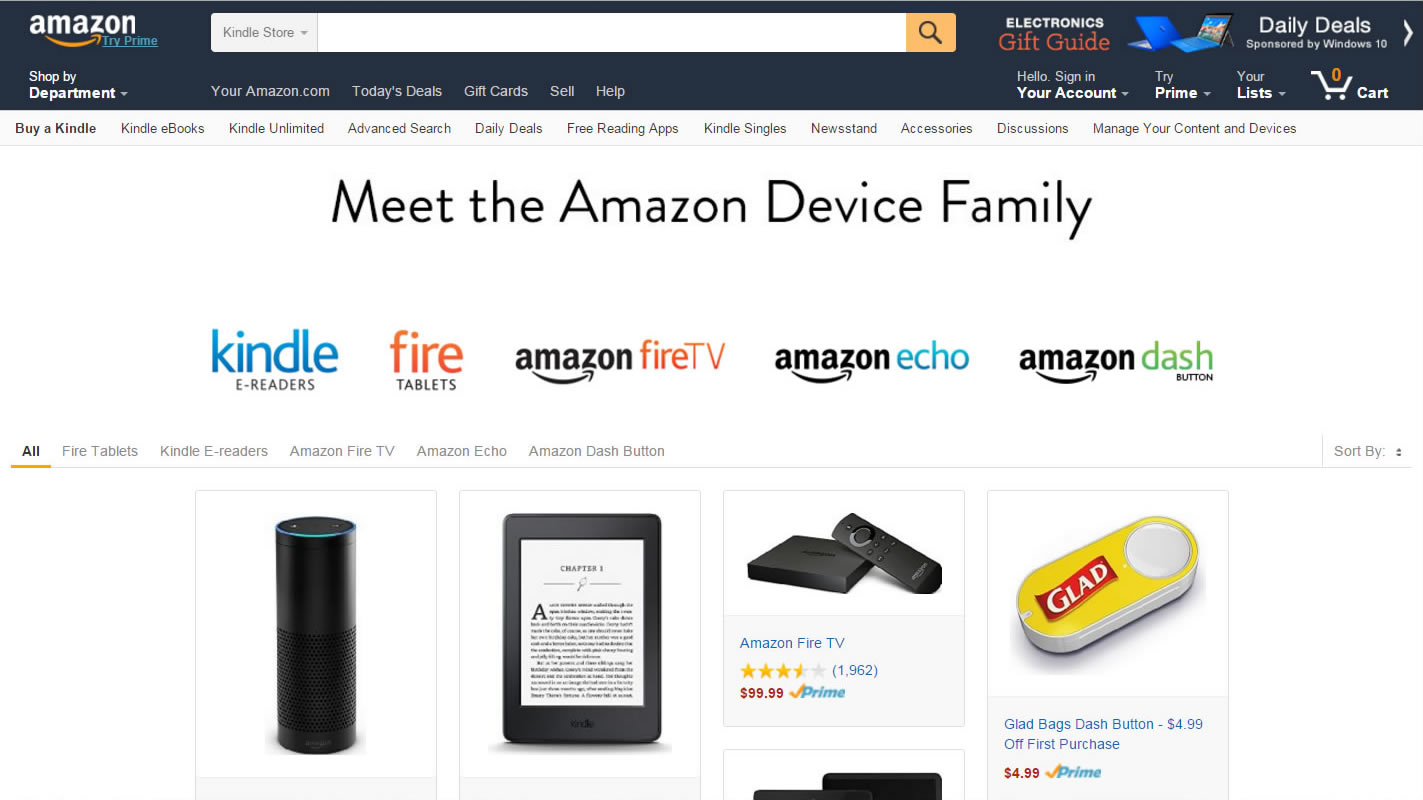 amazon
Try Prime
Kindle Store
ELECTRONICS
Gift Guide
Daily Deals
Sponsored by Windows 10
Shop by
Department
Your Amazon.com Today's Deals Gift Cards Sell Help
Hello. Sign in
Your Account
Try
Prime
Your
Lists
0
Cart
Buy a Kindle Kindle eBooks Kindle Unlimited Advanced Search Daily Deals Free Reading Apps Kindle Singles Newsstand Accessories Discussions Manage Your Content and Devices
Meet the Amazon Device Family
kindle
E-READERS
fire
TABLETS
amazon fireTV
amazon echo
amazon dash
BUTTON
All Fire Tablets Kindle E-readers Amazon Fire TV Amazon Echo Amazon Dash Button
Sort By:
amazon
CHAPTER I
kindle
Amazon Fire TV
(1,962)
$99.99 Prime
GLAD
Glad Bags Dash Button - $4.99
Off First Purchase
$4.99 Prime